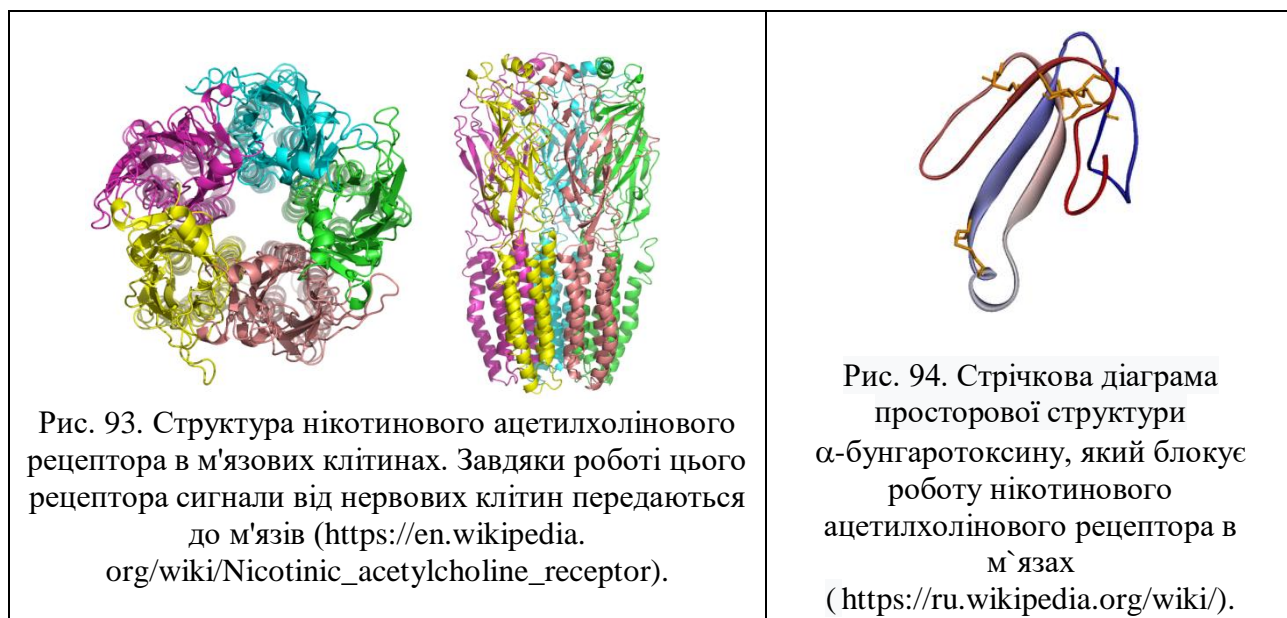 Рис. 93. Структура нікотинового ацетилхолінового
рецептора в м'язових клітинах. Завдяки роботі цього
рецептора сигнали від нервових клітин передаються
до м'язів (https://en.wikipedia.
org/wiki/Nicotinic_acetylcholine_receptor).
Рис. 94. Стрічкова діаграма
просторової структури
α-бунгаротоксину, який блокує
роботу нікотинового
ацетилхолінового рецептора в
м`язах
( https://ru.wikipedia.org/wiki/).